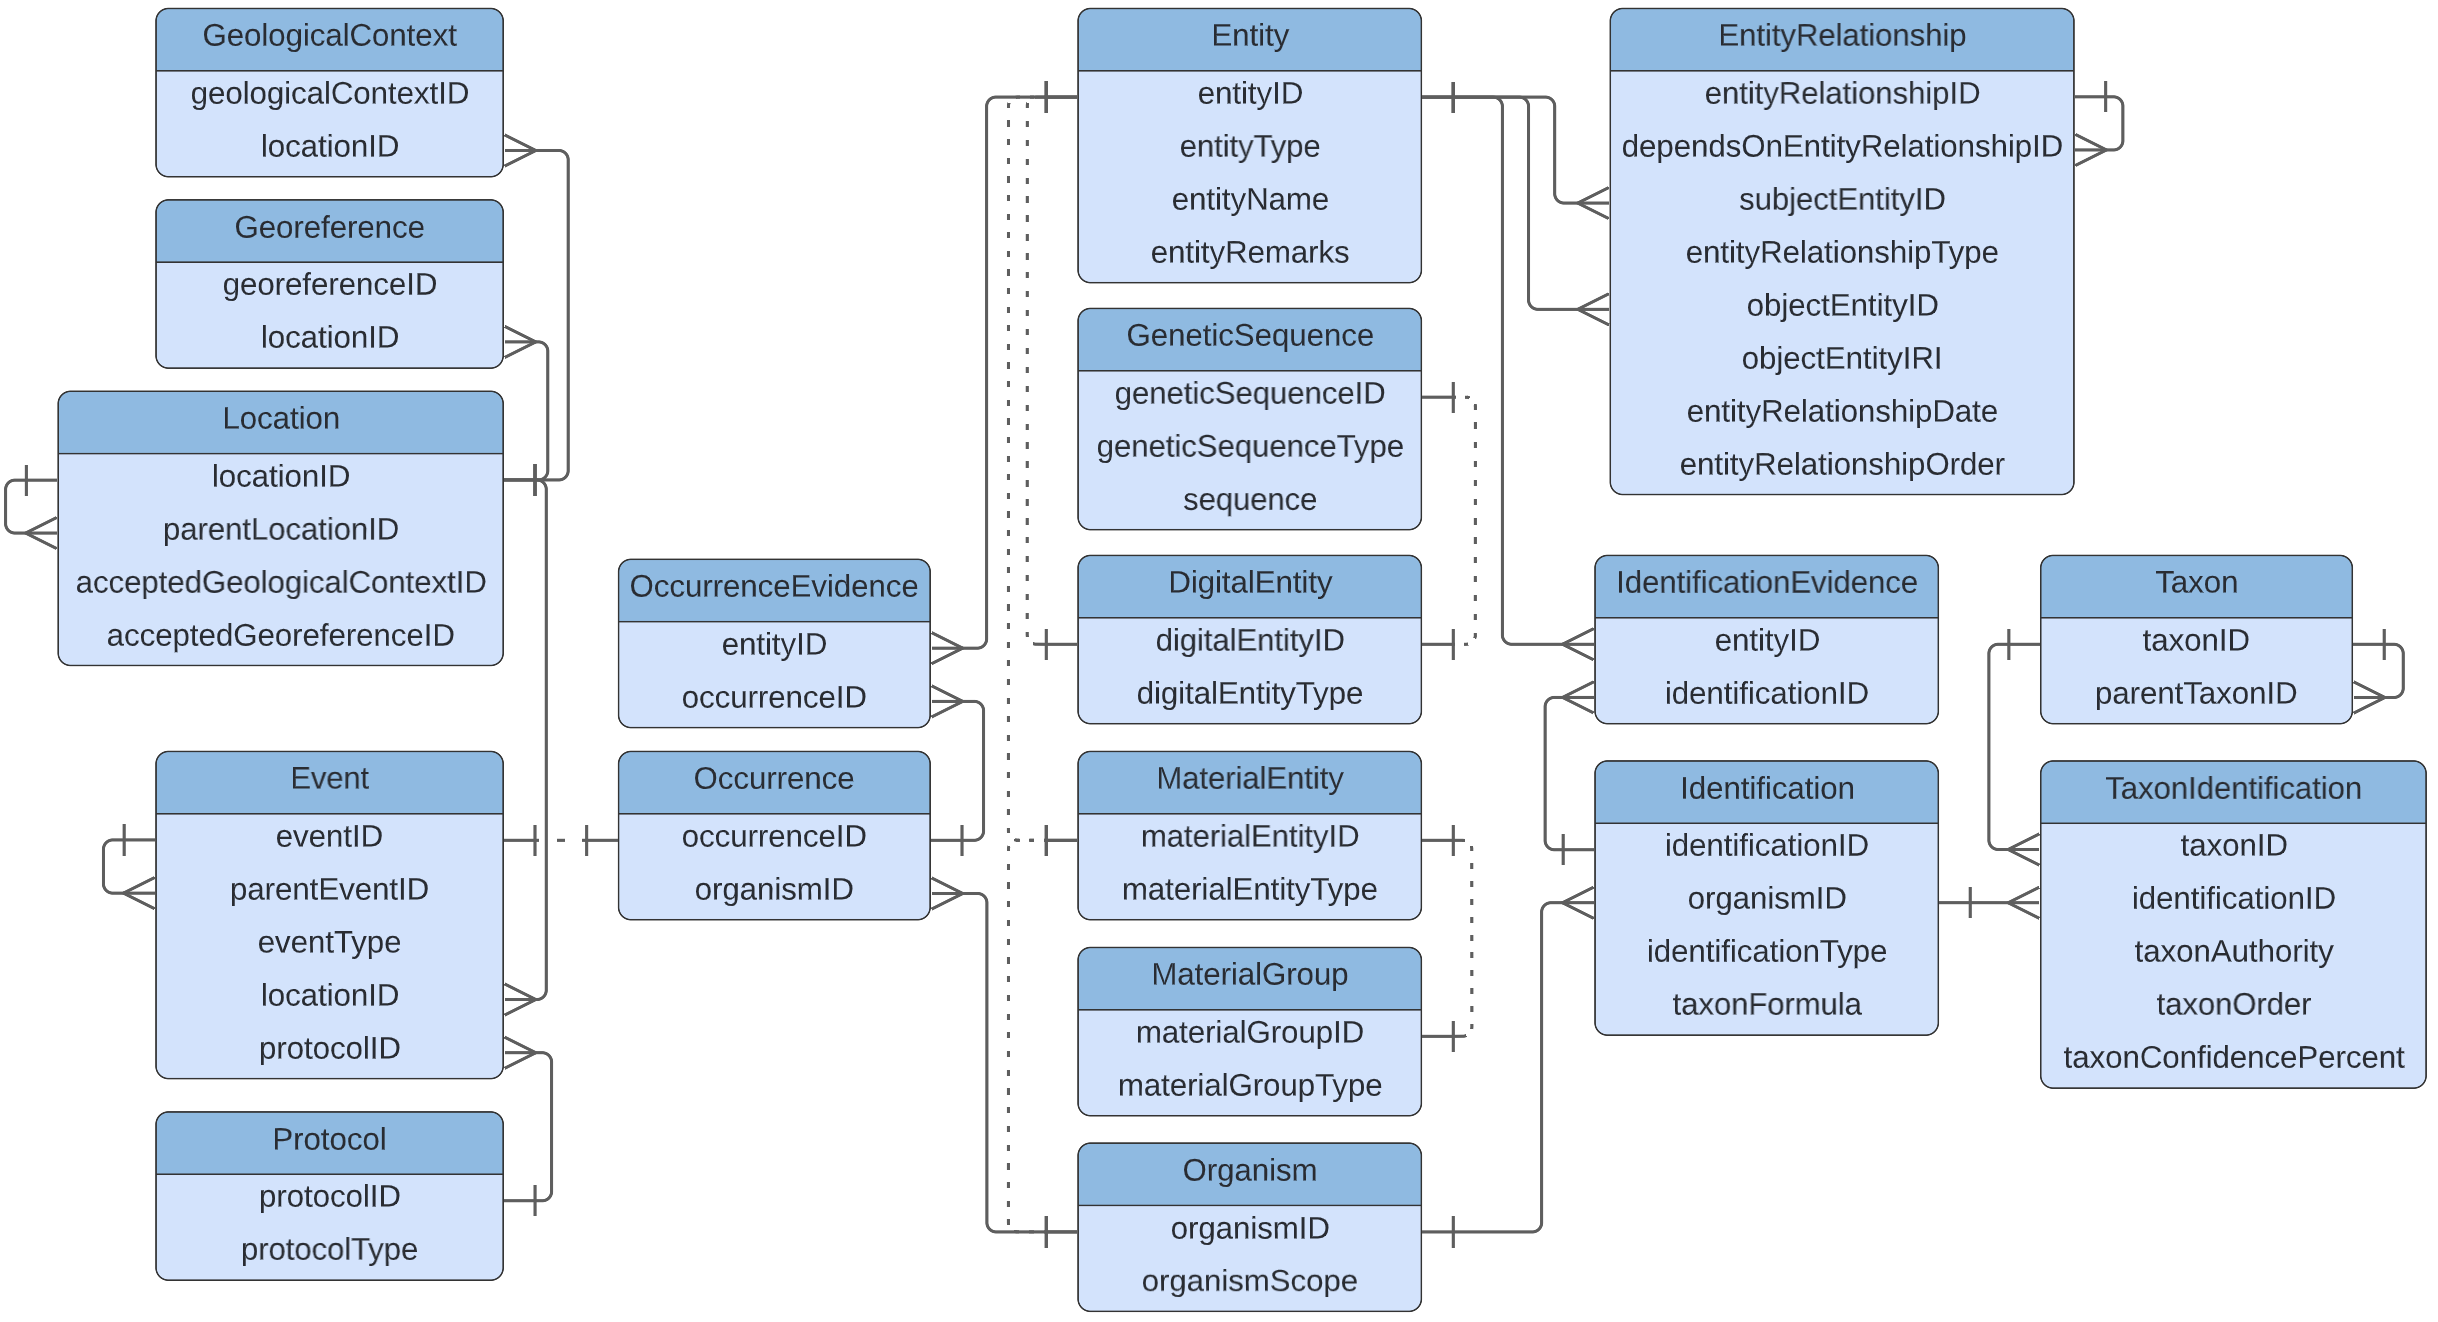 GeologicalContext
geologicalContextID
locationID
Georeference
georeferenceID
locationID
Location
locationID
parentLocationID
acceptedGeologicalContextID
acceptedGeoreferenceID
Event
eventID
parentEventID
eventType
locationID
protocolID
Protocol
protocolID
protocolType
OccurrenceEvidence
entityID
occurrenceID
Occurrence
occurrenceID
organismID
Entity
entityID
entityType
entityName
entityRemarks
GeneticSequence
geneticSequenceID
geneticSequenceType
sequence
DigitalEntity
digitalEntityID
digitalEntityType
MaterialEntity
materialEntityID
materialEntityType
MaterialGroup
materialGroupID
materialGroupType
Organism
organismID
organismScope
EntityRelationship
entityRelationshipID
dependsOnEntityRelationshipID
subjectEntityID
entityRelationshipType
objectEntityID
objectEntityIRI
entityRelationshipDate
entityRelationshipOrder
IdentificationEvidence
entityID
identificationID
Identification
identificationID
organismID
identificationType
taxonFormula
Taxon
taxonID
parentTaxonID
TaxonIdentification
taxonID
identificationID
taxonAuthority
taxonOrder
taxonConfidencePercent